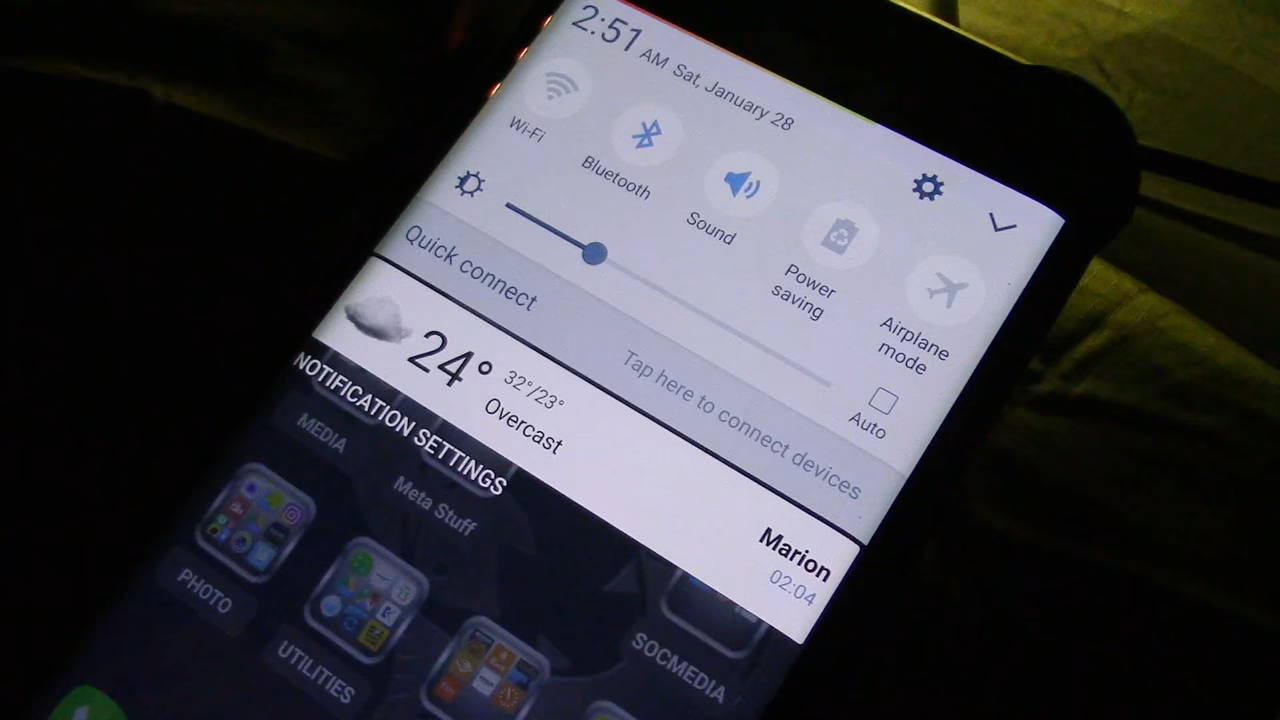 2:51 AM Sat, January 28
Wi-Fi
Bluetooth
Sound
Power
saving
Airplane
mode
Auto
Quick connect
Tap here to connect devices
24° 32°/23°
Overcast
Marion
02:04
NOTIFICATION SETTINGS
MEDIA
Meta Stuff
PHOTO
UTILITIES
SOCMEDIA